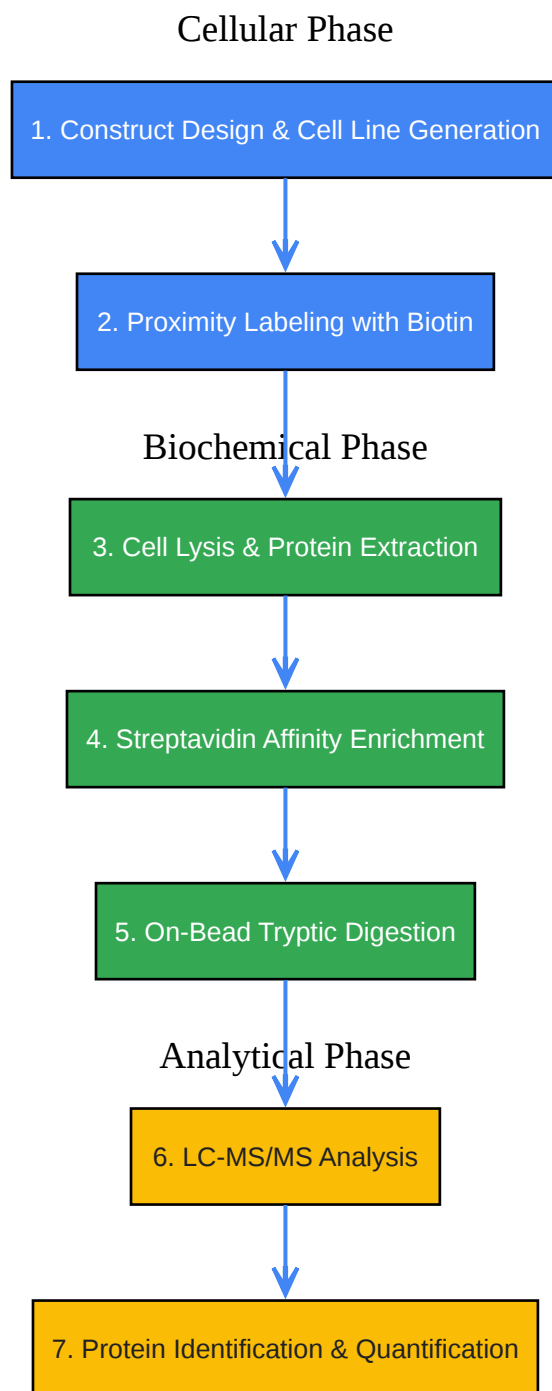 Cellular Phase
1. Construct Design & Cell Line Generation
2. Proximity Labeling with Biotin
Biochemical Phase
3. Cell Lysis & Protein Extraction
4. Streptavidin Affinity Enrichment
5. On-Bead Tryptic Digestion
Analytical Phase
6. LC-MS/MS Analysis
7. Protein Identification & Quantification